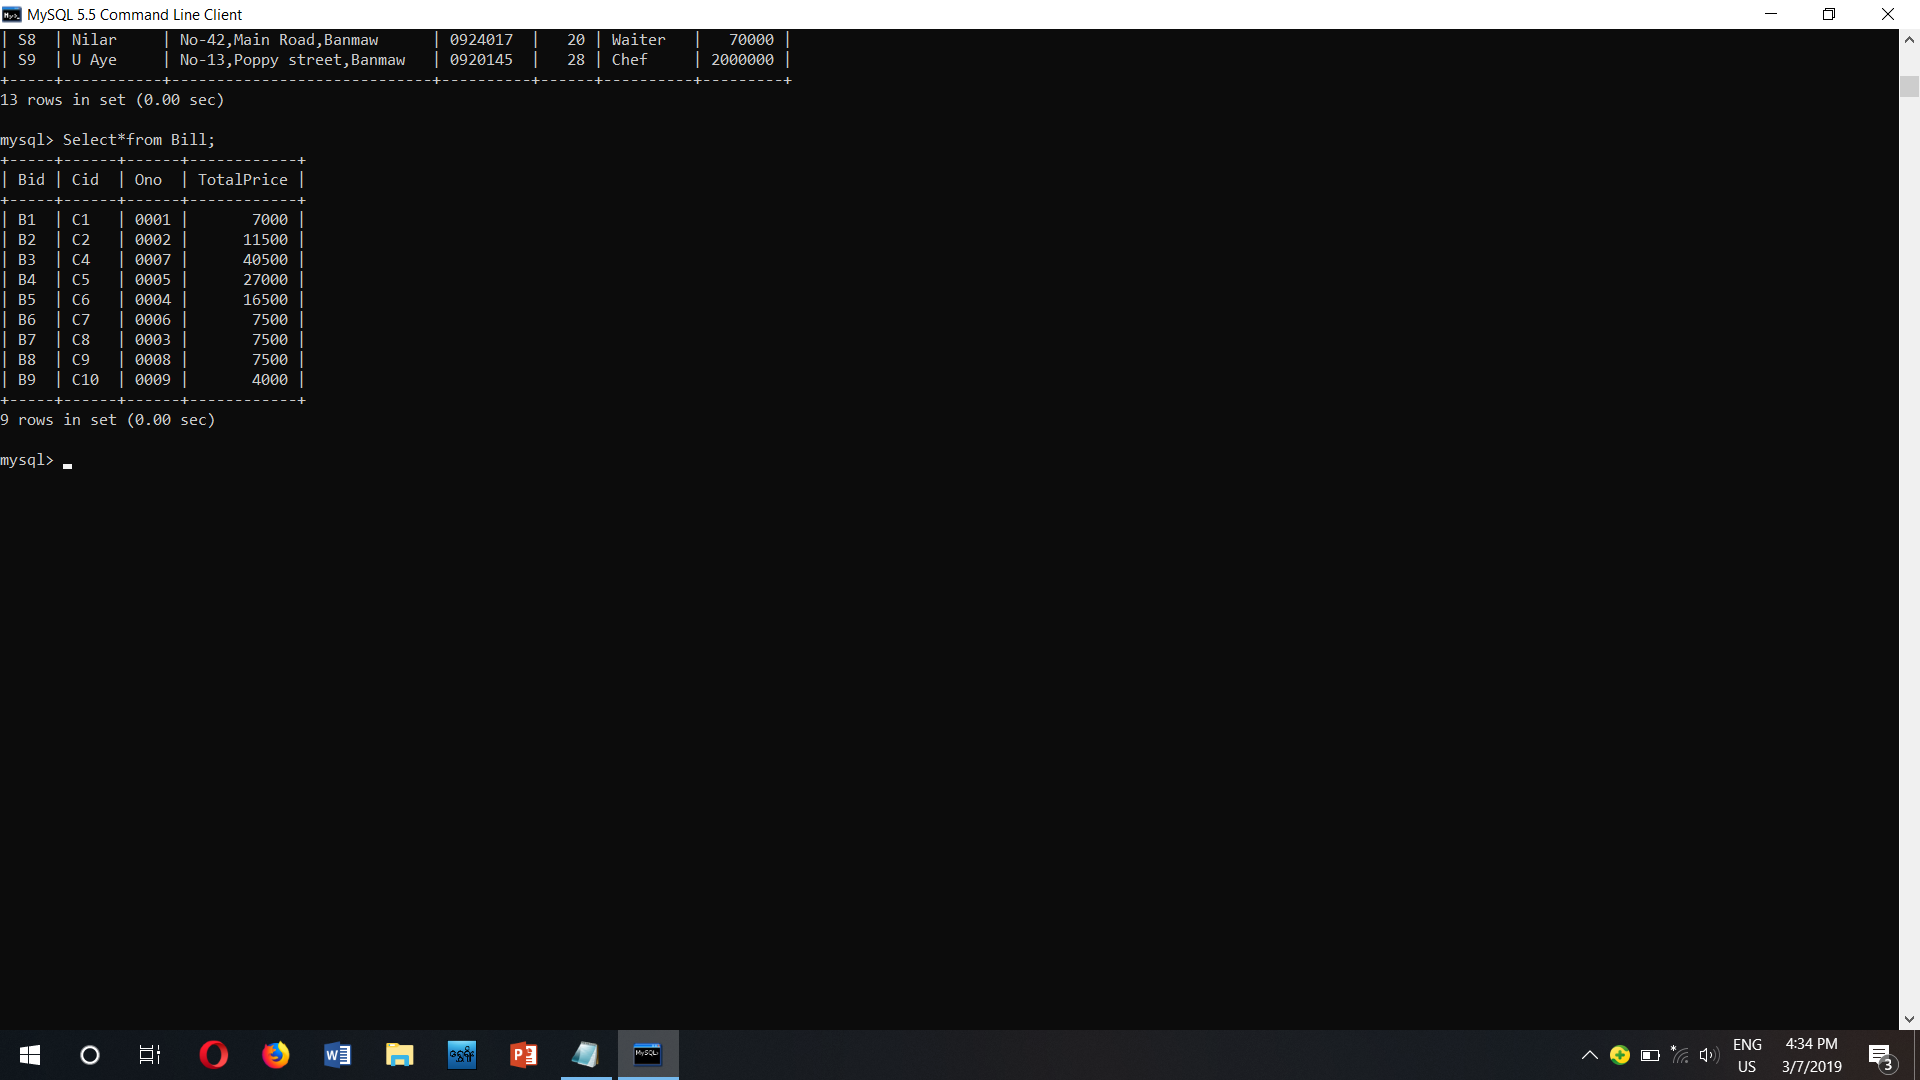 MySQL 5.5 Command Line Client
| S8  | Nilar     | No-42,Main Road,Banmaw      | 0924017  |   20 | Waiter   |   70000 |
| S9  | U Aye     | No-13,Poppy street,Banmaw   | 0920145  |   28 | Chef     | 2000000 |
+-----+-----------+-----------------------------+----------+------+----------+---------+
13 rows in set (0.00 sec)
mysql> Select*from Bill;
+-----+------+------+------------+
| Bid | Cid  | Ono  | TotalPrice |
+-----+------+------+------------+
| B1  | C1   | 0001 |       7000 |
| B2  | C2   | 0002 |      11500 |
| B3  | C4   | 0007 |      40500 |
| B4  | C5   | 0005 |      27000 |
| B5  | C6   | 0004 |      16500 |
| B6  | C7   | 0006 |       7500 |
| B7  | C8   | 0003 |       7500 |
| B8  | C9   | 0008 |       7500 |
| B9  | C10  | 0009 |       4000 |
+-----+------+------+------------+
9 rows in set (0.00 sec)
mysql>
ENG
US
4:34 PM
3/7/2019
3